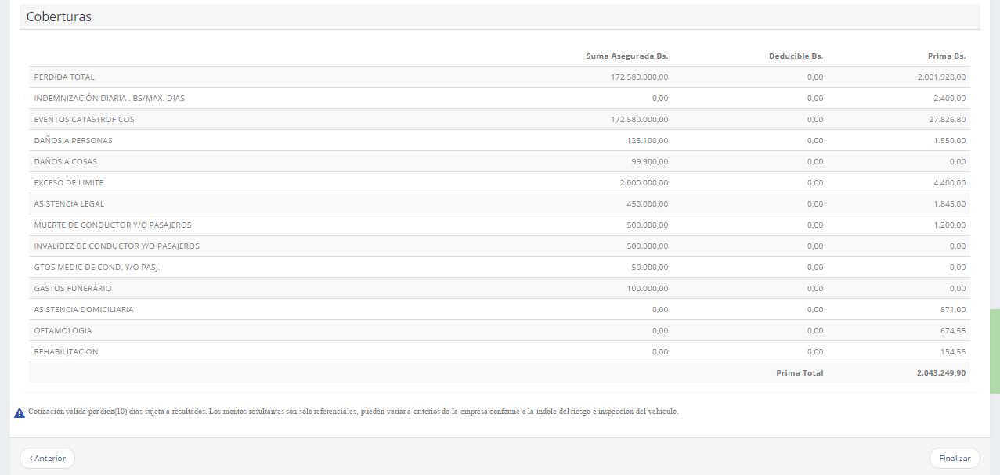 Coberturas
Suma Asegurada Bs. Deducible Bs. Prima Bs.
PERDIDA TOTAL 172.580.000,00 0,00 2.001.928,00
INDEMNIZACIÓN DIARIA . BS/MAX. DIAS 0,00 0,00 2.400,00
EVENTOS CATASTROFICOS 172.580.000,00 0,00 27.826,80
DAÑOS A PERSONAS 125.100,00 0,00 1.950,00
DAÑOS A COSAS 99.900,00 0,00 0,00
EXCESO DE LIMITE 2.000.000,00 0,00 4.400,00
ASISTENCIA LEGAL 450.000,00 0,00 1.845,00
MUERTE DE CONDUCTOR Y/O PASAJEROS 500.000,00 0,00 1.200,00
INVALIDEZ DE CONDUCTOR Y/O PASAJEROS 500.000,00 0,00 0,00
GTOS MEDIC DE COND. Y/O PASJ. 50.000,00 0,00 0,00
GASTOS FUNERARIO 100.000,00 0,00 0,00
ASISTENCIA DOMICILIARIA 0,00 0,00 871,00
OFTAMOLOGIA 0,00 0,00 674,55
REHABILITACION 0,00 0,00 154,55
Prima Total 2.043.249,90
Cotización válida por diez(10) días sujeta a resultados. Los montos resultantes son solo referenciales, pueden variar a criterios de la empresa conforme a la índole del riesgo e inspección del vehículo.
‹ Anterior Finalizar